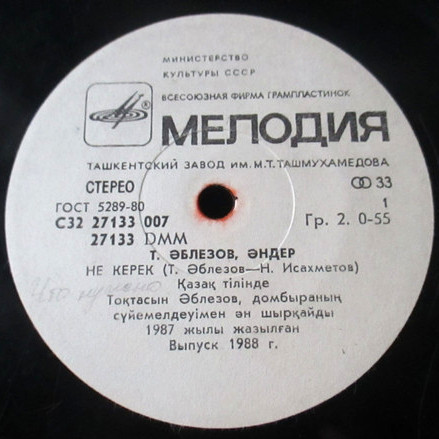 МИНИСТЕРСТВО
КУЛЬТУРЫ СССР
ВСЕСОЮЗНАЯ ФИРМА ГРАМПЛАСТИНОК
МЕЛОДИЯ
ТАШКЕНТСКИЙ ЗАВОД ИМ. М.Т. ТАШМУХАМЕДОВА
СТЕРЕО
33
ГОСТ 5289-80
1
С32 27133 007
Гр. 2. 0-55
27133 DMM
Т. ӘБЛЕЗОВ, ӘНДЕР
НЕ КЕРЕК (Т. Әблезов—Н. Исахметов)
Что нужно
Қазақ тілінде
Тоқтасын Әблезов, домбыраның
сүйемелдеуімен ән шырқайды
1987 жылы жазылған
Выпуск 1988 г.